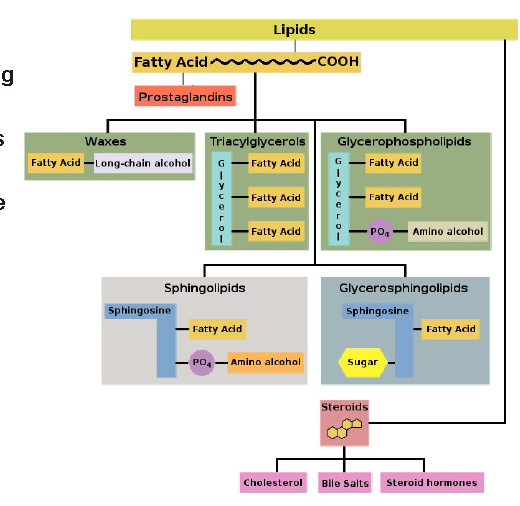 Lipids
Fatty Acid COOH
g
Prostaglandins
s
Waxes
Fatty Acid Long-chain alcohol
e
Triacylglycerols
Glycerol
Fatty Acid
Fatty Acid
Fatty Acid
Glycerophospholipids
Glycerol
Fatty Acid
Fatty Acid
PO4 Amino alcohol
Sphingolipids
Sphingosine
Fatty Acid
PO4 Amino alcohol
Glycerosphingolipids
Sphingosine
Fatty Acid
Sugar
Steroids
Cholesterol
Bile Salts
Steroid hormones